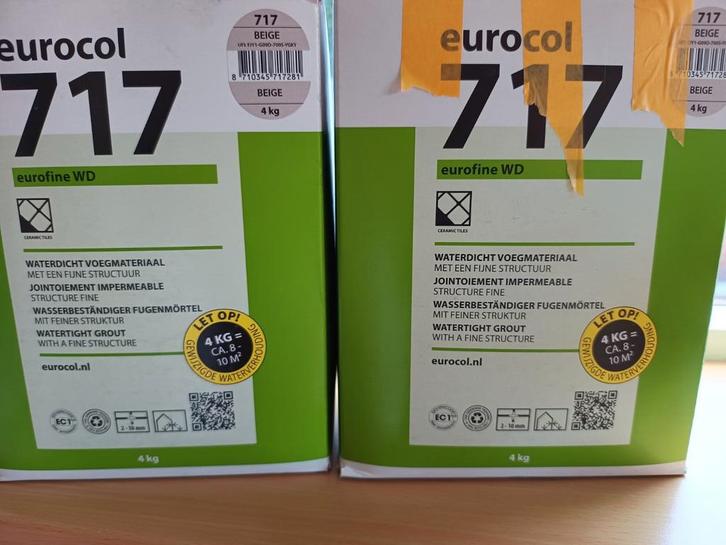 eurocol
717
717
BEIGE
8 710345 717281
BEIGE
4 kg
eurofine WD
CERAMIC TILES
WATERDICHT VOEGMATERIAAL
MET EEN FIJNE STRUCTUUR
JOINTOIEMENT IMPERMEABLE
STRUCTURE FINE
WASSERBESTÄNDIGER FUGENMÖRTEL
MIT FEINER STRUKTUR
WATERTIGHT GROUT
WITH A FINE STRUCTURE
eurocol.nl
LET OP!
4 KG =
CA. 8 -
10 M²
GEWIJZIGDE WATERVERHOUDING
EC1
2 - 10 mm
4 kg
eurocol
717
717
BEIGE
BEIGE
4 kg
eurofine WD
CERAMIC TILES
WATERDICHT VOEGMATERIAAL
MET EEN FIJNE STRUCTUUR
JOINTOIEMENT IMPERMEABLE
STRUCTURE FINE
WASSERBESTÄNDIGER FUGENMÖRTEL
MIT FEINER STRUKTUR
WATERTIGHT GROUT
WITH A FINE STRUCTURE
eurocol.nl
LET OP!
4 KG =
CA. 8 -
10 M²
GEWIJZIGDE WATERVERHOUDING
EC1
2 - 10 mm
4 kg